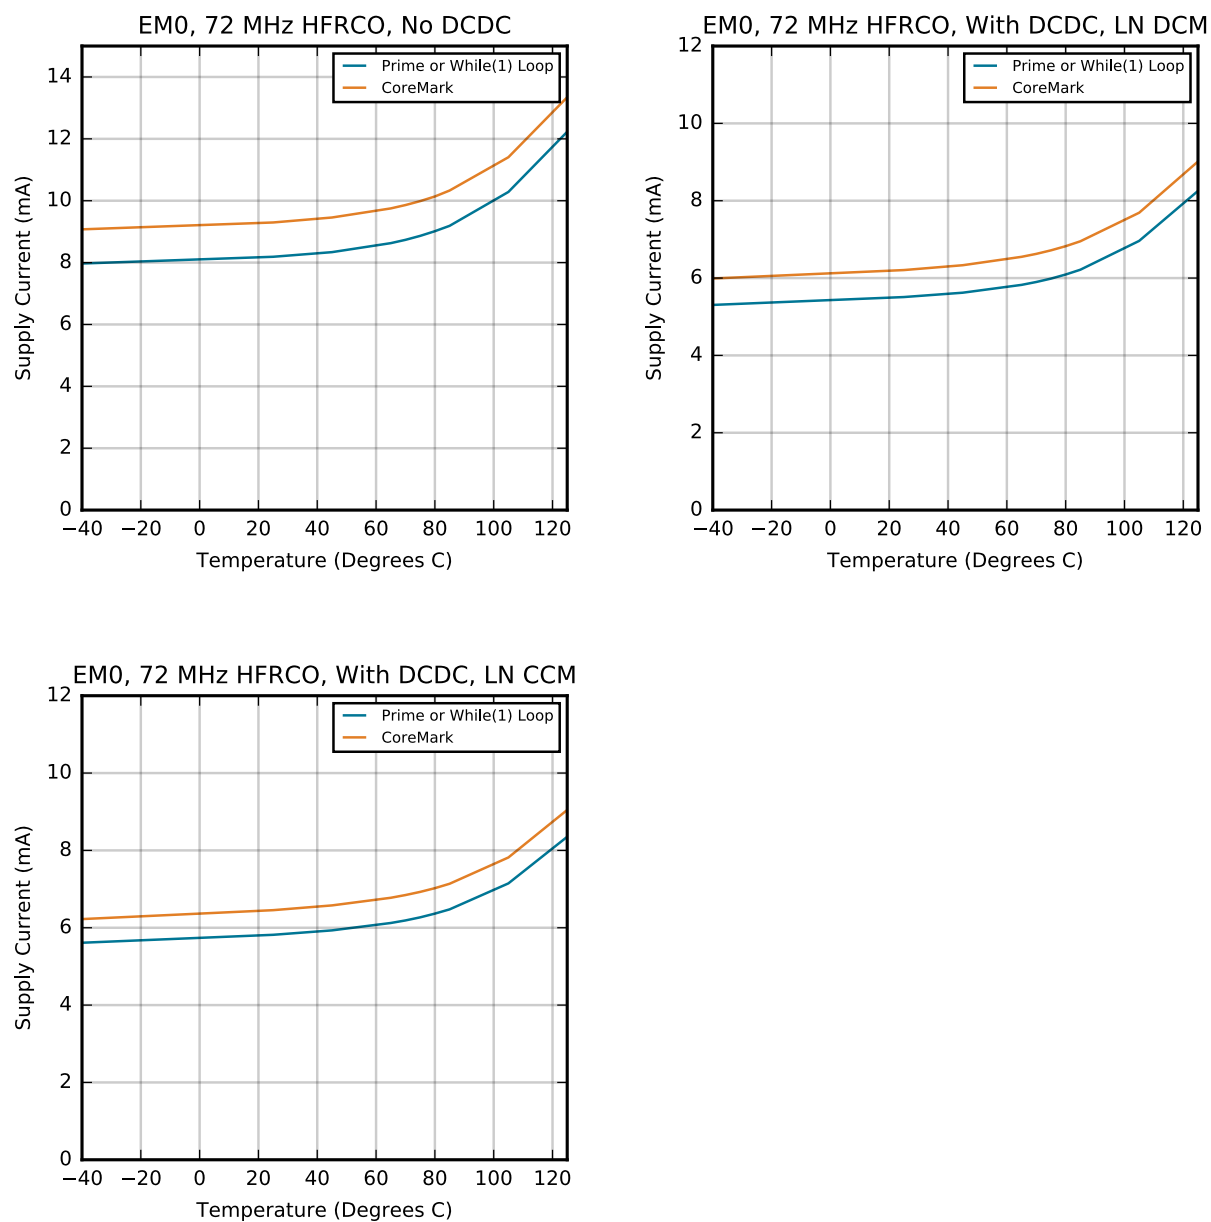 EM0, 72 MHz HFRCO, No DCDC
Prime or While(1) Loop
CoreMark
14
12
10
8
6
4
2
0
Supply Current (mA)
−40 −20 0 20 40 60 80 100 120
Temperature (Degrees C)
EM0, 72 MHz HFRCO, With DCDC, LN DCM
Prime or While(1) Loop
CoreMark
12
10
8
6
4
2
0
Supply Current (mA)
−40 −20 0 20 40 60 80 100 120
Temperature (Degrees C)
EM0, 72 MHz HFRCO, With DCDC, LN CCM
Prime or While(1) Loop
CoreMark
12
10
8
6
4
2
0
Supply Current (mA)
−40 −20 0 20 40 60 80 100 120
Temperature (Degrees C)